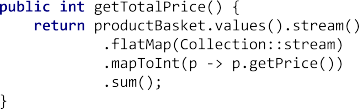 public int getTotalPrice() {
    return productBasket.values().stream()
            .flatMap(Collection::stream)
            .mapToInt(p -> p.getPrice())
            .sum();
}